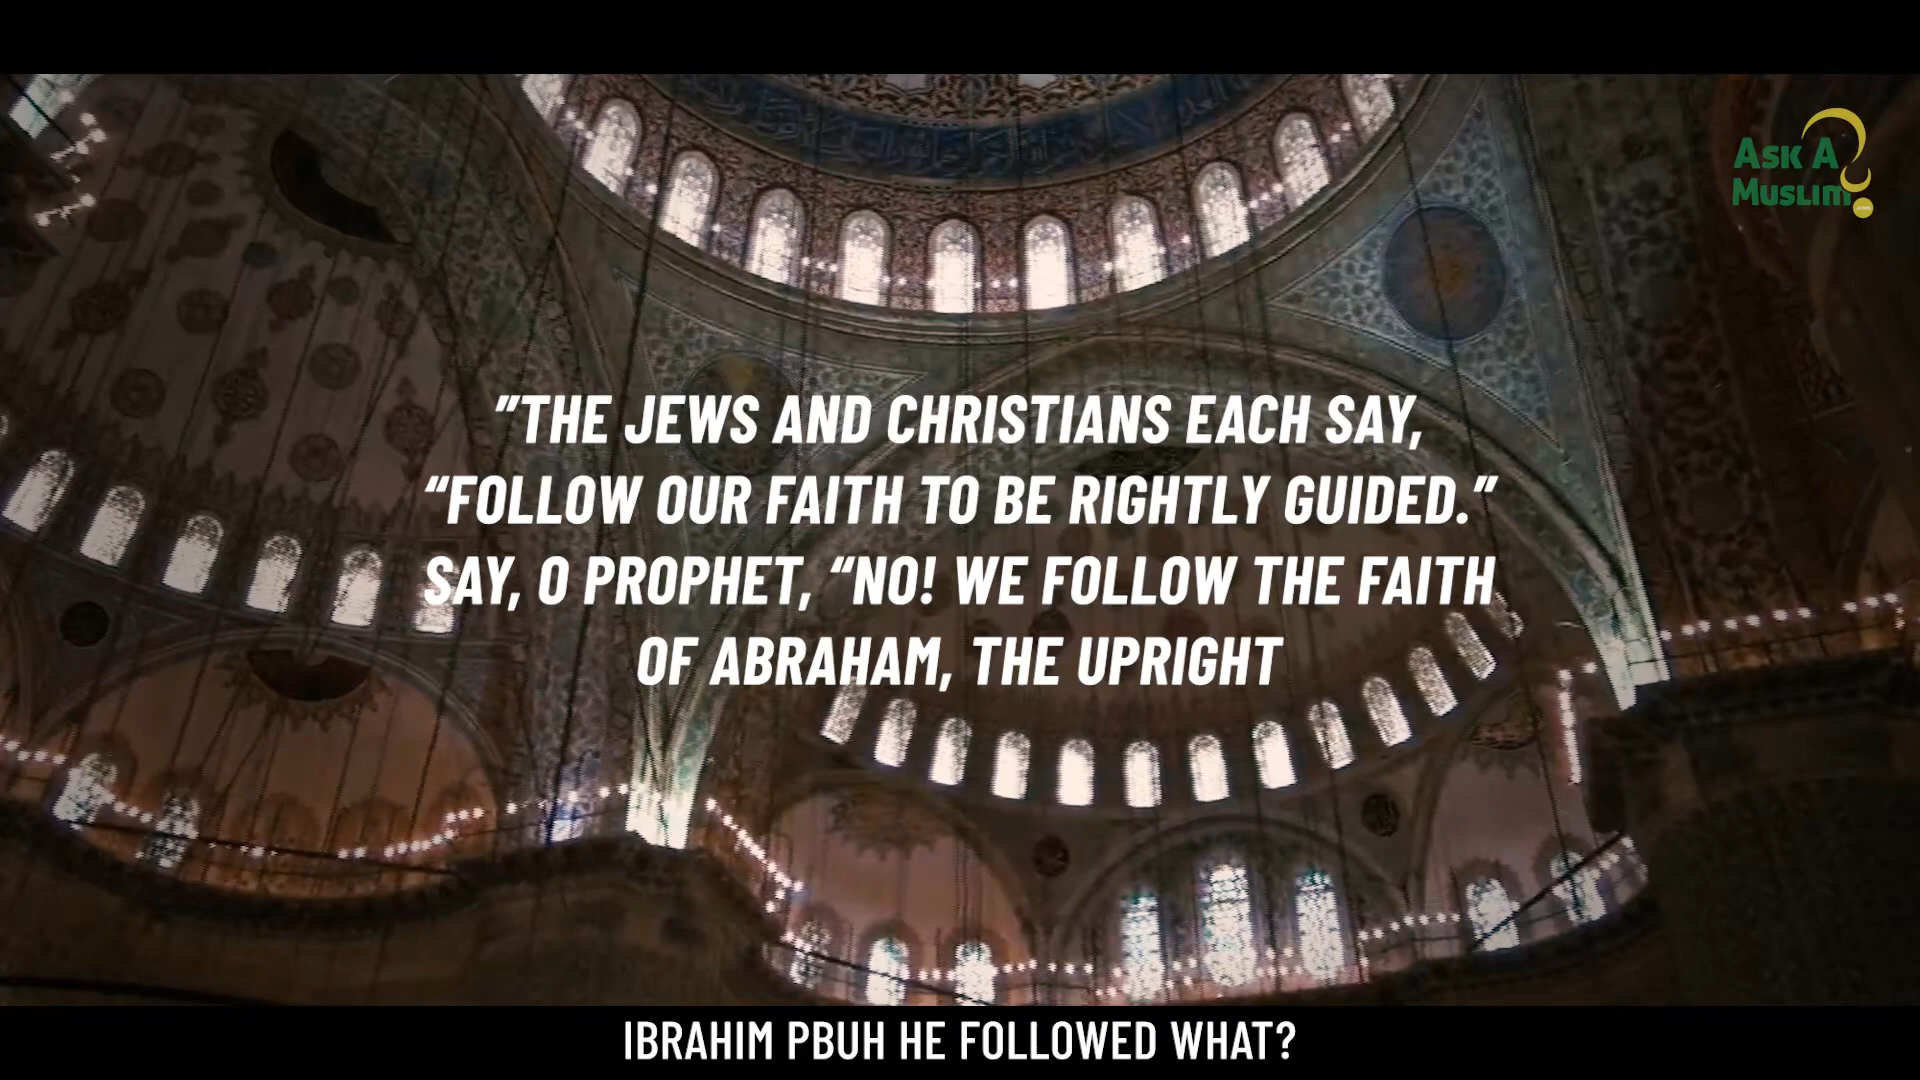 ASK A
MUSLIM
"THE JEWS AND CHRISTIANS EACH SAY,
“FOLLOW OUR FAITH TO BE RIGHTLY GUIDED.”
SAY, O PROPHET, “NO! WE FOLLOW THE FAITH
OF ABRAHAM, THE UPRIGHT
IBRAHIM PBUH HE FOLLOWED WHAT?